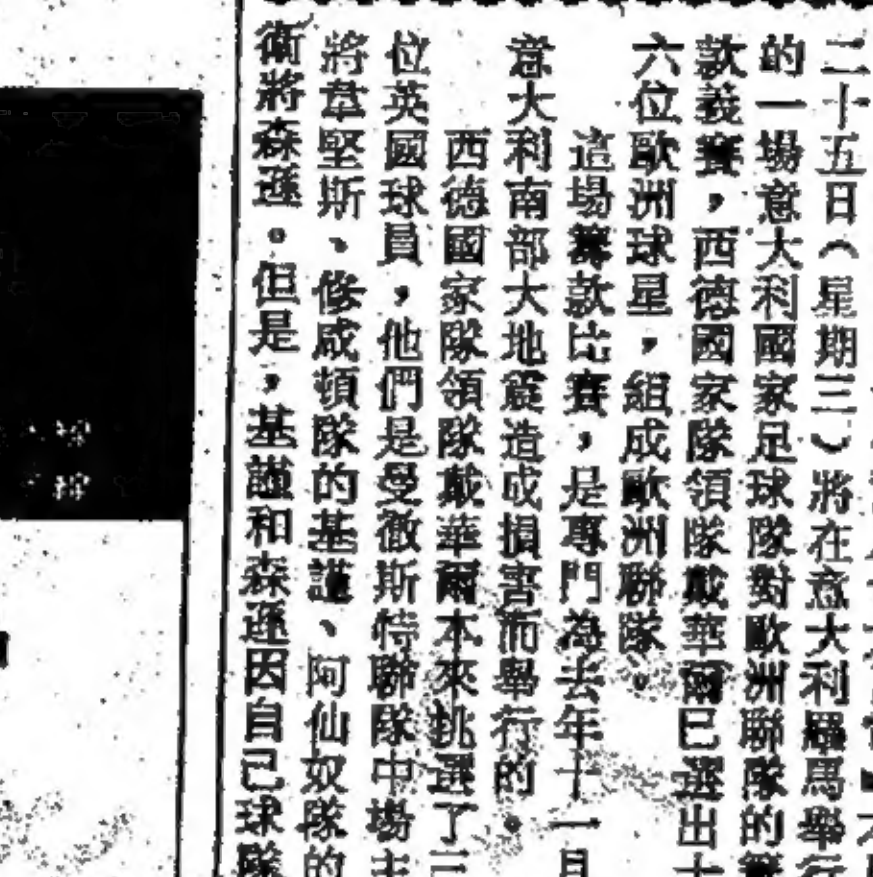 二十五日（星期三）將在意大利羅馬舉行
的一場意大利國家足球隊對歐洲聯隊的籌
款義賽，西德國家隊領隊戴華爾已選出十
六位歐洲球星，組成歐洲聯隊。
這場籌款比賽，是專門為去年十一月
意大利南部大地震造成損害而舉行的。
西德國家隊領隊戴華爾本來挑選了三
位英國球員，他們是曼徹斯特聯隊中場主
將韋堅斯、修咸頓隊的基謹、阿仙奴隊的
衞將森遜。但是，基謹和森遜因自己球隊